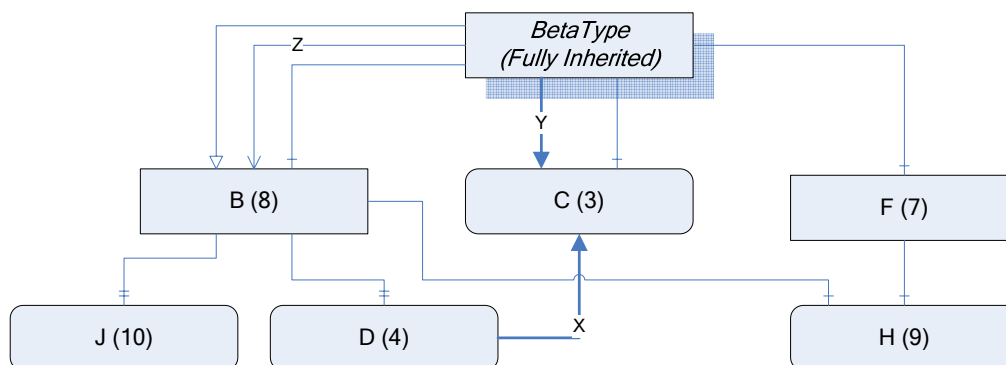 BetaType
(Fully Inherited)
Z
Y
B (8)
C (3)
F (7)
J (10)
D (4)
X
H (9)